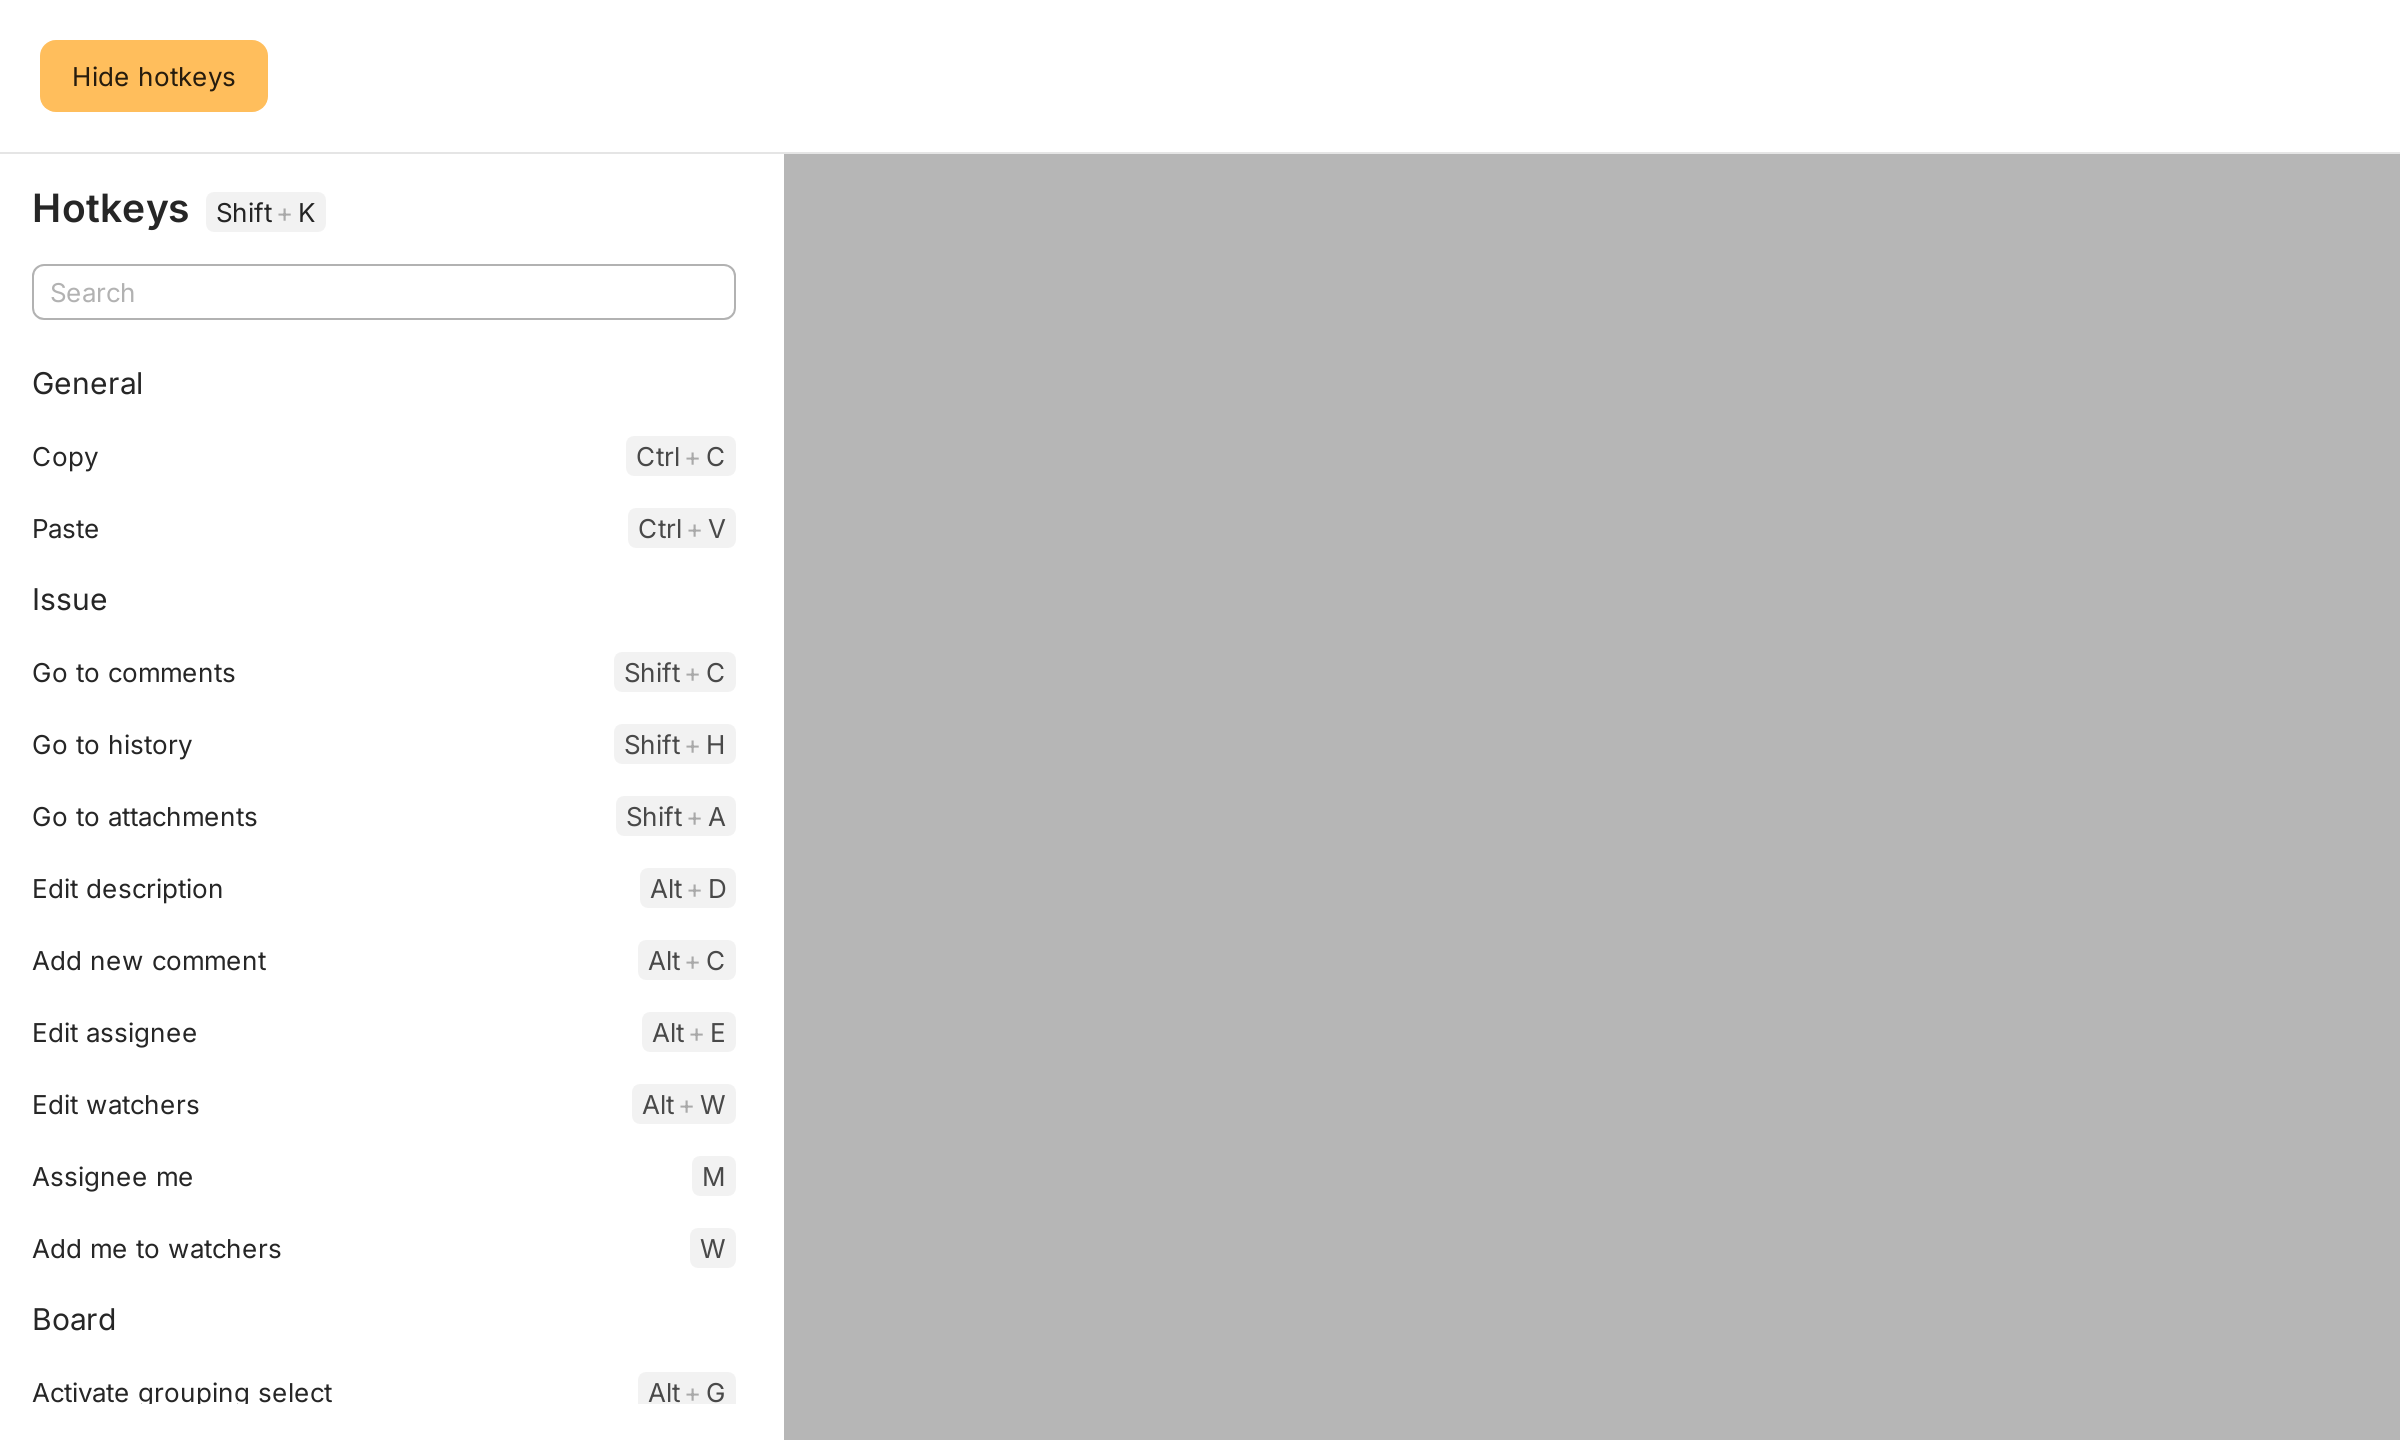 Hide hotkeys
Hotkeys Shift + K
Search
General
Copy Ctrl + C
Paste Ctrl + V
Issue
Go to comments Shift + C
Go to history Shift + H
Go to attachments Shift + A
Edit description Alt + D
Add new comment Alt + C
Edit assignee Alt + E
Edit watchers Alt + W
Assignee me M
Add me to watchers W
Board
Activate grouping select Alt + G